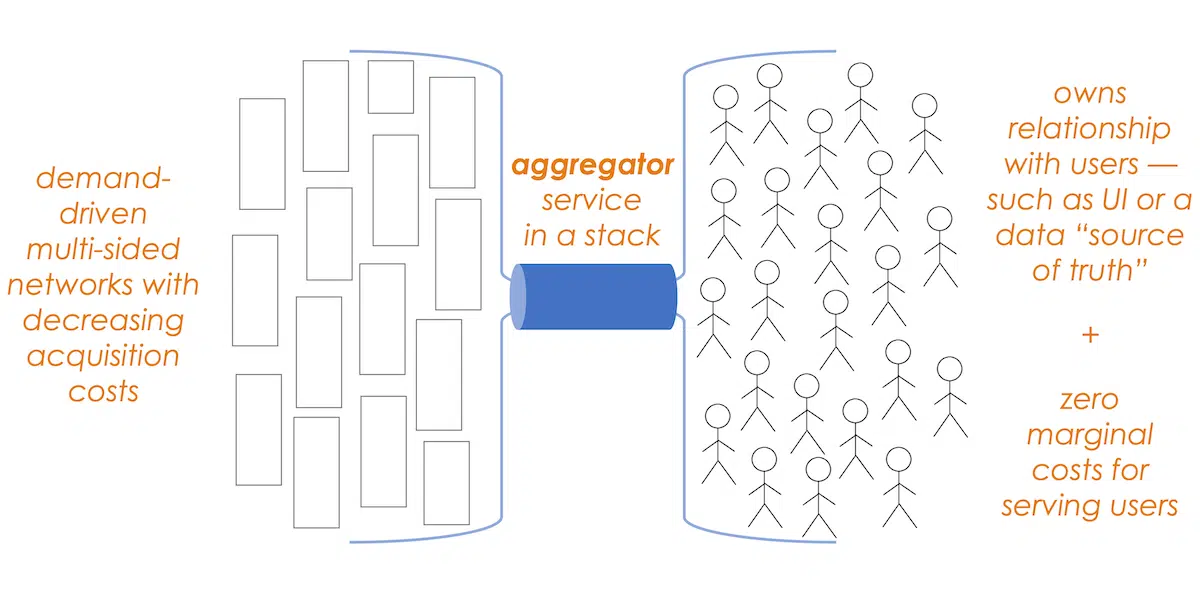 demand-
driven
multi-sided
networks with
decreasing
acquisition
costs
aggregator
service
in a stack
owns
relationship
with users —
such as UI or a
data “source
of truth”
+
zero
marginal
costs for
serving users